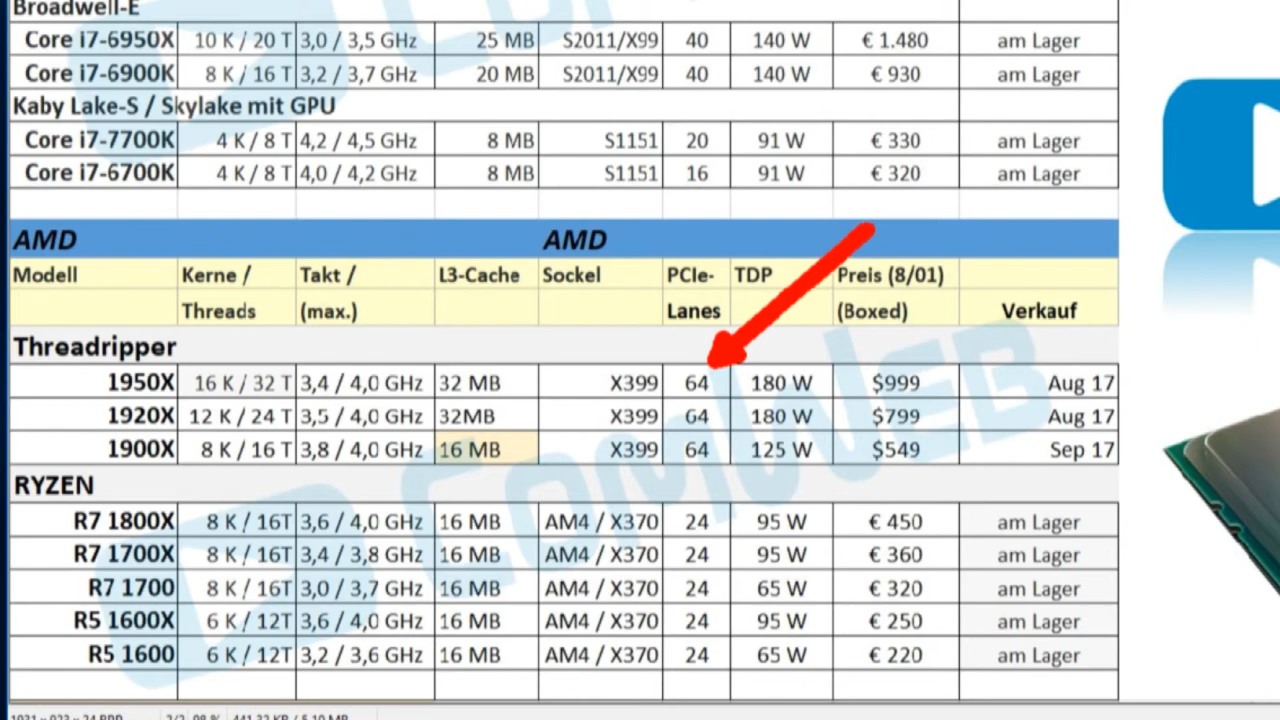 Broadwell-E
Core i7-6950X 10 K / 20 T 3,0 / 3,5 GHz 25 MB S2011/X99 40 140 W € 1.480 am Lager
Core i7-6900K 8 K / 16 T 3,2 / 3,7 GHz 20 MB S2011/X99 40 140 W € 930 am Lager
Kaby Lake-S / Skylake mit GPU
Core i7-7700K 4 K / 8 T 4,2 / 4,5 GHz 8 MB S1151 20 91 W € 330 am Lager
Core i7-6700K 4 K / 8 T 4,0 / 4,2 GHz 8 MB S1151 16 91 W € 320 am Lager
AMD AMD
Modell Kerne / Takt / L3-Cache Sockel PCIe- TDP Preis (8/01)
Threads (max.) Lanes (Boxed) Verkauf
Threadripper
1950X 16 K / 32 T 3,4 / 4,0 GHz 32 MB X399 64 180 W $999 Aug 17
1920X 12 K / 24 T 3,5 / 4,0 GHz 32MB X399 64 180 W $799 Aug 17
1900X 8 K / 16 T 3,8 / 4,0 GHz 16 MB X399 64 125 W $549 Sep 17
RYZEN
R7 1800X 8 K / 16T 3,6 / 4,0 GHz 16 MB AM4 / X370 24 95 W € 450 am Lager
R7 1700X 8 K / 16T 3,4 / 3,8 GHz 16 MB AM4 / X370 24 95 W € 360 am Lager
R7 1700 8 K / 16T 3,0 / 3,7 GHz 16 MB AM4 / X370 24 65 W € 320 am Lager
R5 1600X 6 K / 12T 3,6 / 4,0 GHz 16 MB AM4 / X370 24 95 W € 250 am Lager
R5 1600 6 K / 12T 3,2 / 3,6 GHz 16 MB AM4 / X370 24 65 W € 220 am Lager
COMWEB